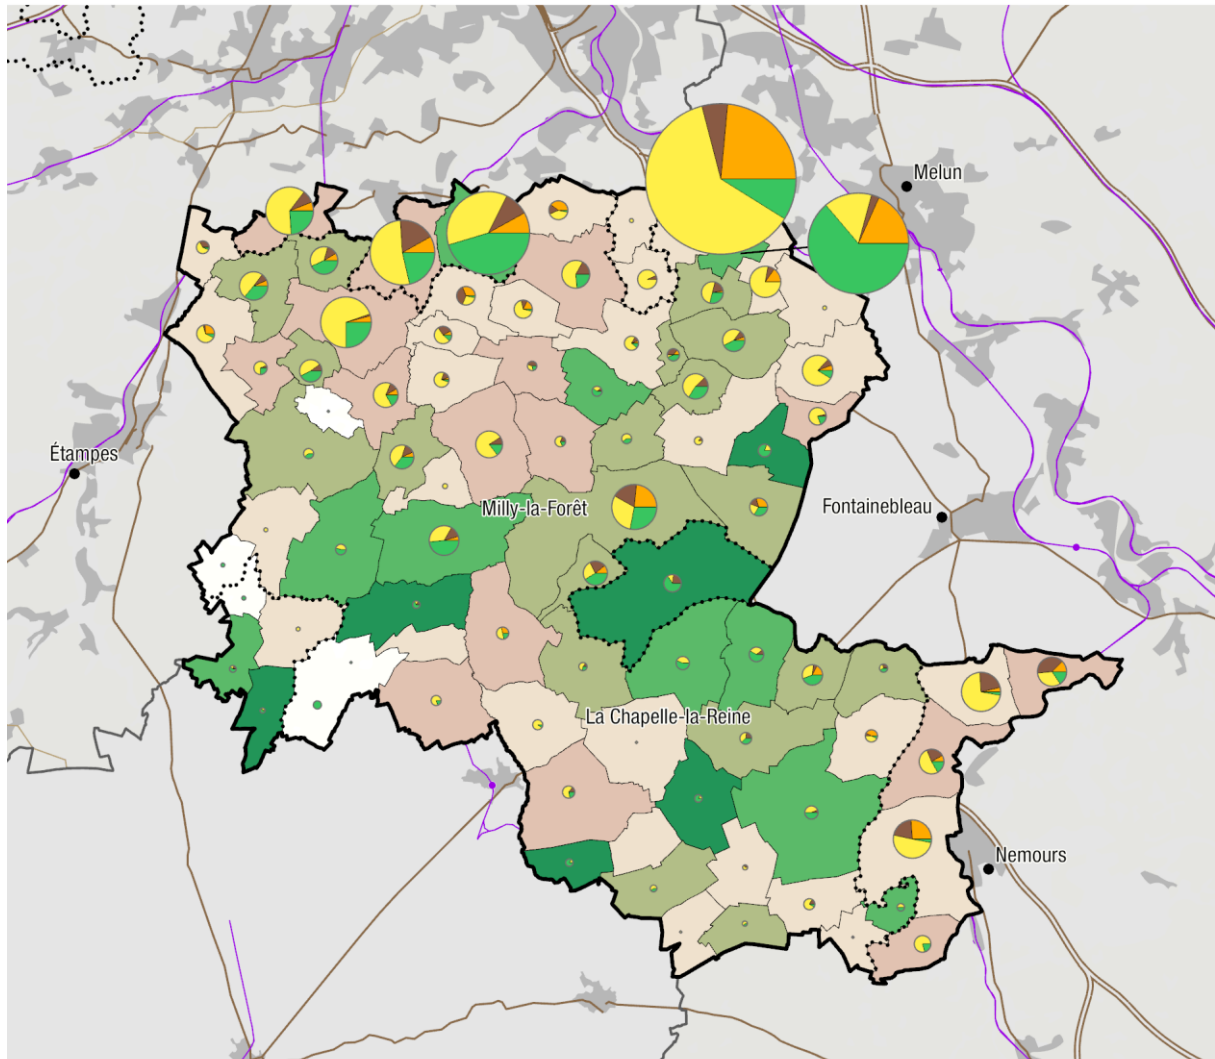 Melun
Étampes
Milly-la-Forêt
Fontainebleau
La Chapelle-la-Reine
Nemours